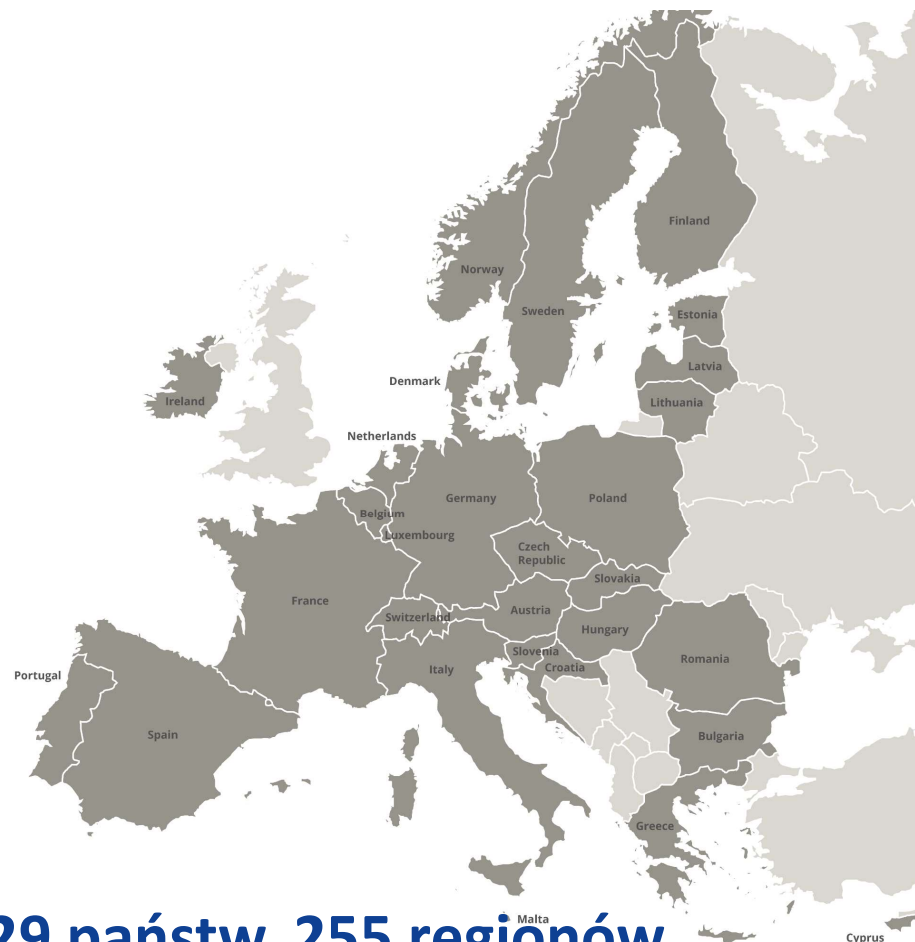 Finland
Norway
Sweden
Estonia
Latvia
Denmark
Lithuania
Ireland
Netherlands
Germany
Poland
Belgium
Luxembourg
Czech
Republic
Slovakia
France
Austria
Switzerland
Hungary
Slovenia
Romania
Croatia
Italy
Portugal
Spain
Bulgaria
Greece
Malta
29 państw, 255 regionów
Cyprus